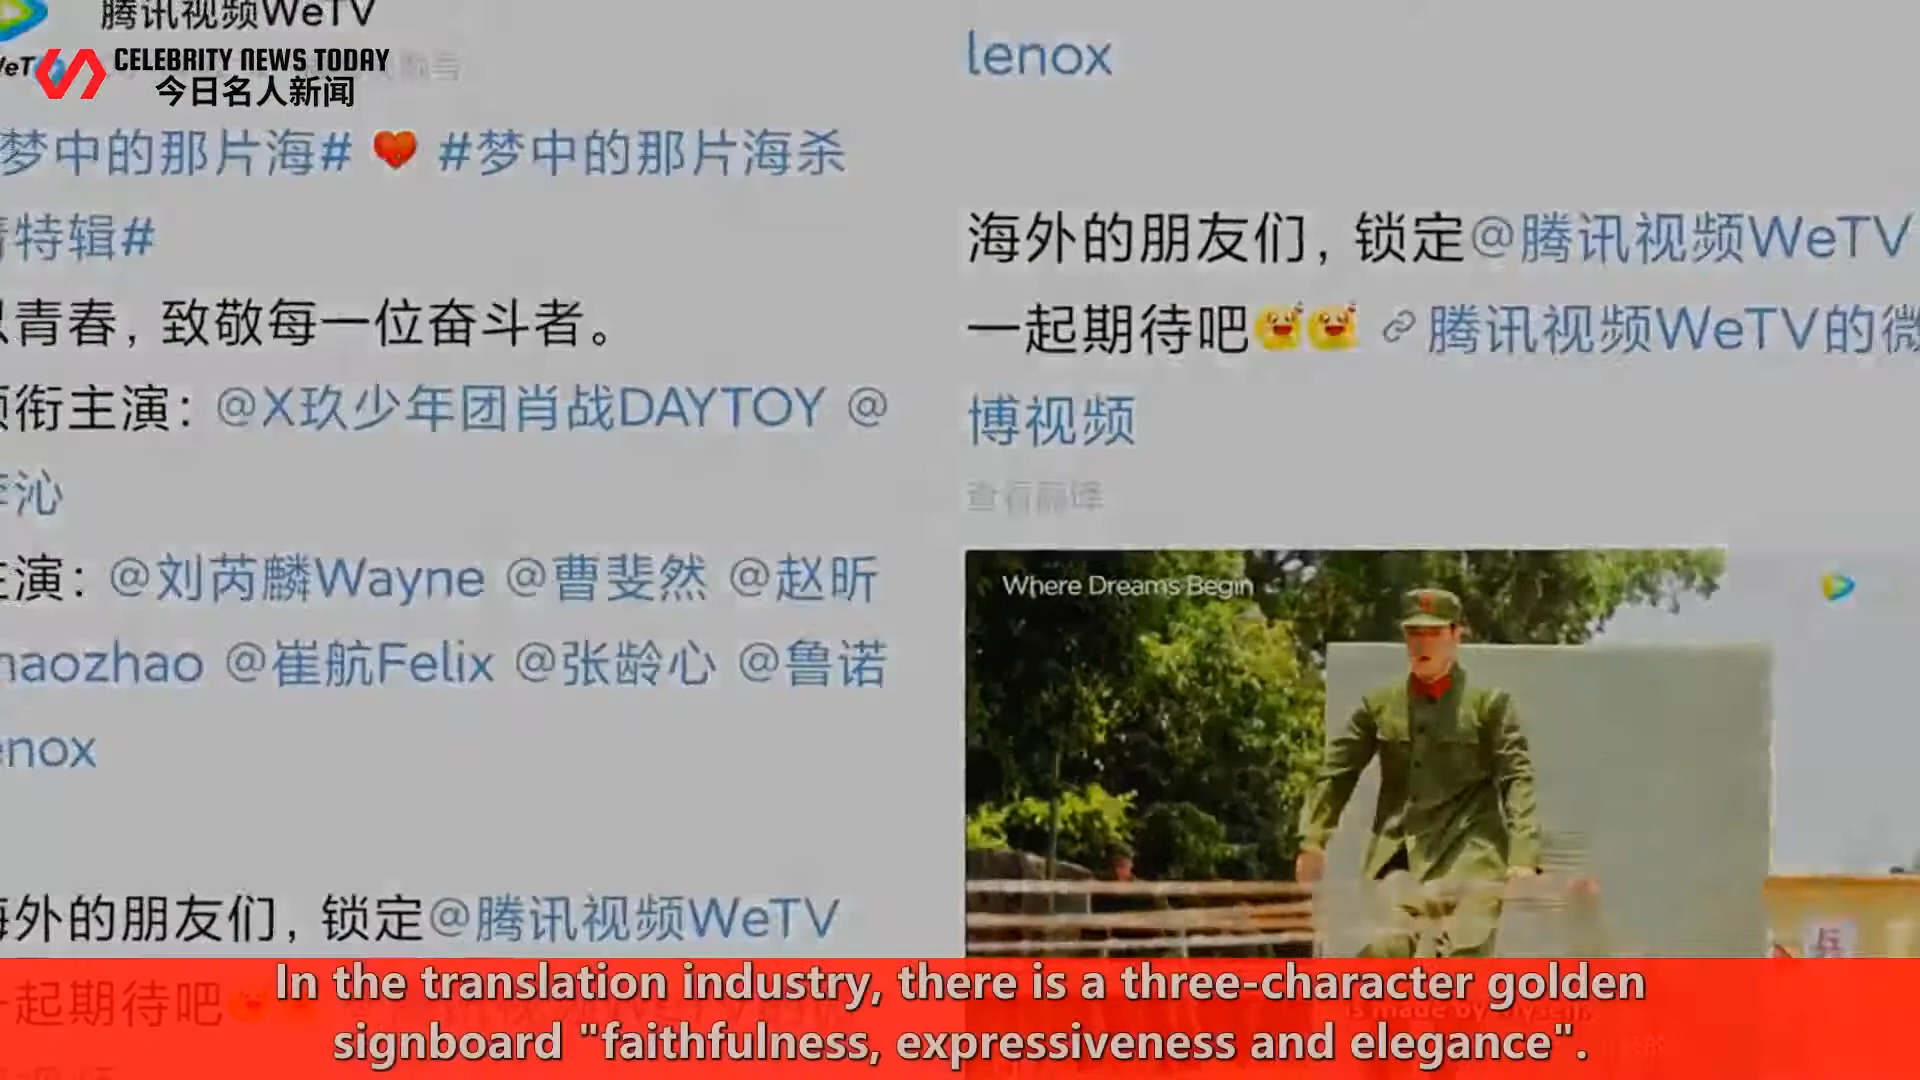 腾讯视频WeTV
CELEBRITY NEWS TODAY
今日名人新闻
梦中的那片海# #梦中的那片海杀
特辑#
青春，致敬每一位奋斗者。
衔主演：@X玖少年团肖战DAYTOY @
沁
演：@刘芮麟Wayne @曹斐然 @赵昕
haozhao @崔航Felix @张龄心 @鲁诺
enox
外的朋友们，锁定@腾讯视频WeTV
起期待吧
lenox
海外的朋友们，锁定@腾讯视频WeTV
一起期待吧 腾讯视频WeTV的微
博视频
Where Dreams Begin
In the translation industry, there is a three-character golden
signboard "faithfulness, expressiveness and elegance".